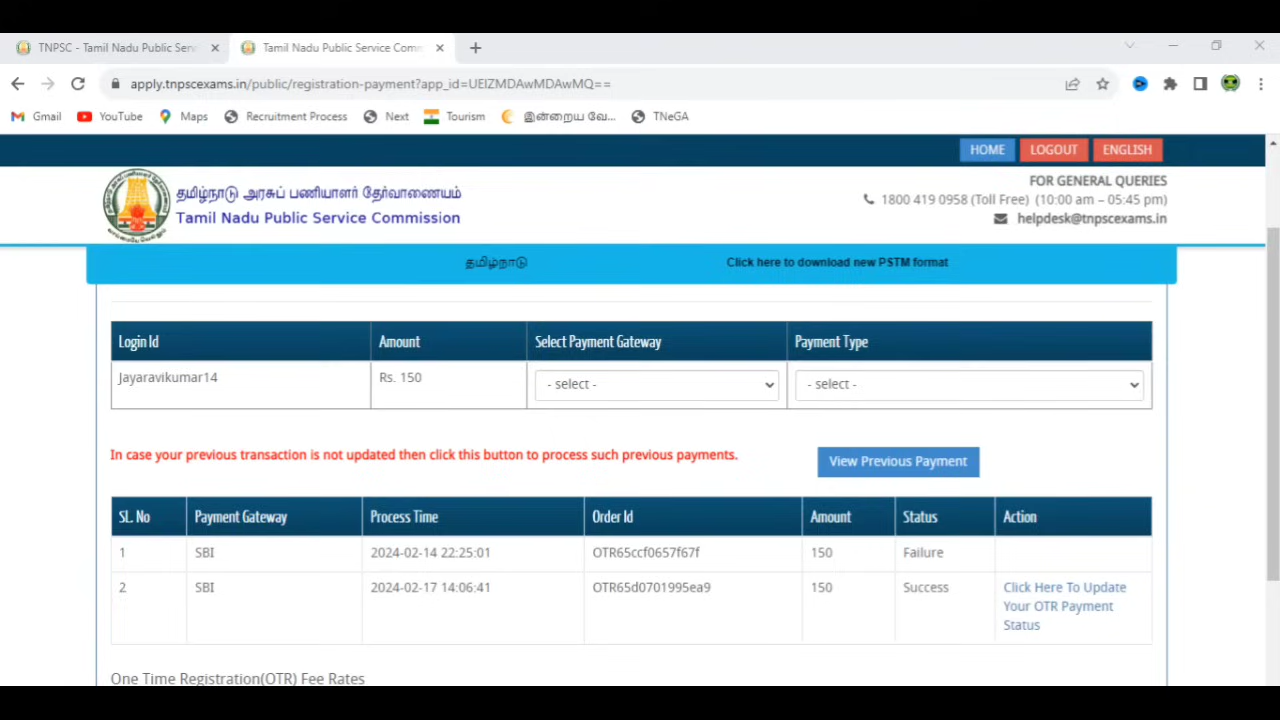 TNPSC - Tamil Nadu Public Serv
Tamil Nadu Public Service Comm
apply.tnpscexams.in/public/registration-payment?app_id=UElZMDAwMDAwMQ==
Gmail YouTube Maps Recruitment Process Next Tourism இன்றைய வே... TNeGA
HOME LOGOUT ENGLISH
தமிழ்நாடு அரசுப் பணியாளர் தேர்வாணையம்
Tamil Nadu Public Service Commission
FOR GENERAL QUERIES
1800 419 0958 (Toll Free) (10:00 am – 05:45 pm)
helpdesk@tnpscexams.in
தமிழ்நாடு Click here to download new PSTM format
Login Id Amount Select Payment Gateway Payment Type
Jayaravikumar14 Rs. 150 - select - - select -
In case your previous transaction is not updated then click this button to process such previous payments. View Previous Payment
SL. No Payment Gateway Process Time Order Id Amount Status Action
1 SBI 2024-02-14 22:25:01 OTR65ccf0657f67f 150 Failure
2 SBI 2024-02-17 14:06:41 OTR65d0701995ea9 150 Success Click Here To Update
Your OTR Payment
Status
One Time Registration(OTR) Fee Rates